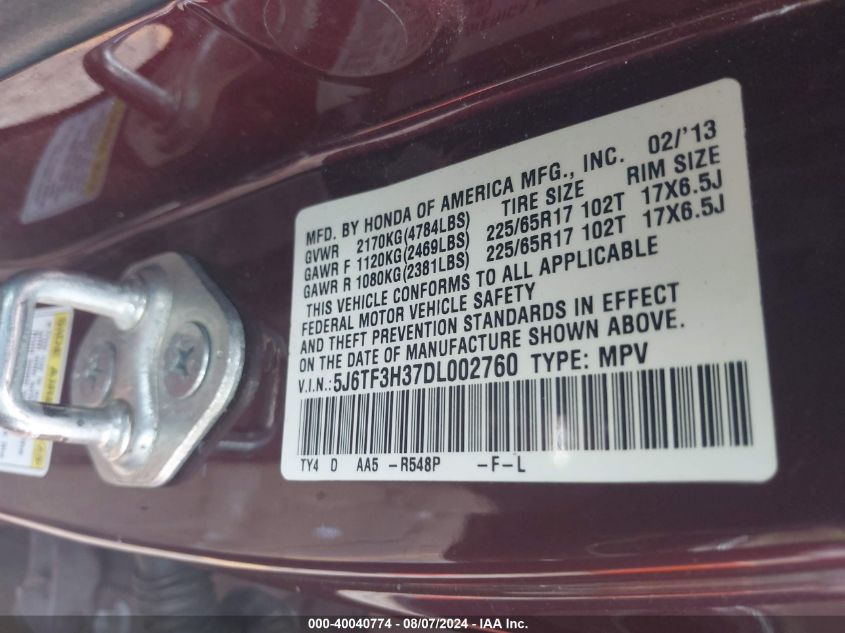 MFD. BY HONDA OF AMERICA MFG., INC. 02/'13
GVWR 2170KG(4784LBS) TIRE SIZE RIM SIZE
GAWR F 1120KG(2469LBS) 225/65R17 102T 17X6.5J
GAWR R 1080KG(2381LBS) 225/65R17 102T 17X6.5J
THIS VEHICLE CONFORMS TO ALL APPLICABLE
FEDERAL MOTOR VEHICLE SAFETY
AND THEFT PREVENTION STANDARDS IN EFFECT
ON THE DATE OF MANUFACTURE SHOWN ABOVE.
V.I.N.:5J6TF3H37DL002760 TYPE: MPV
TY4 D AA5 -R548P -F-L
000-40040774 - 08/07/2024 - IAA Inc.